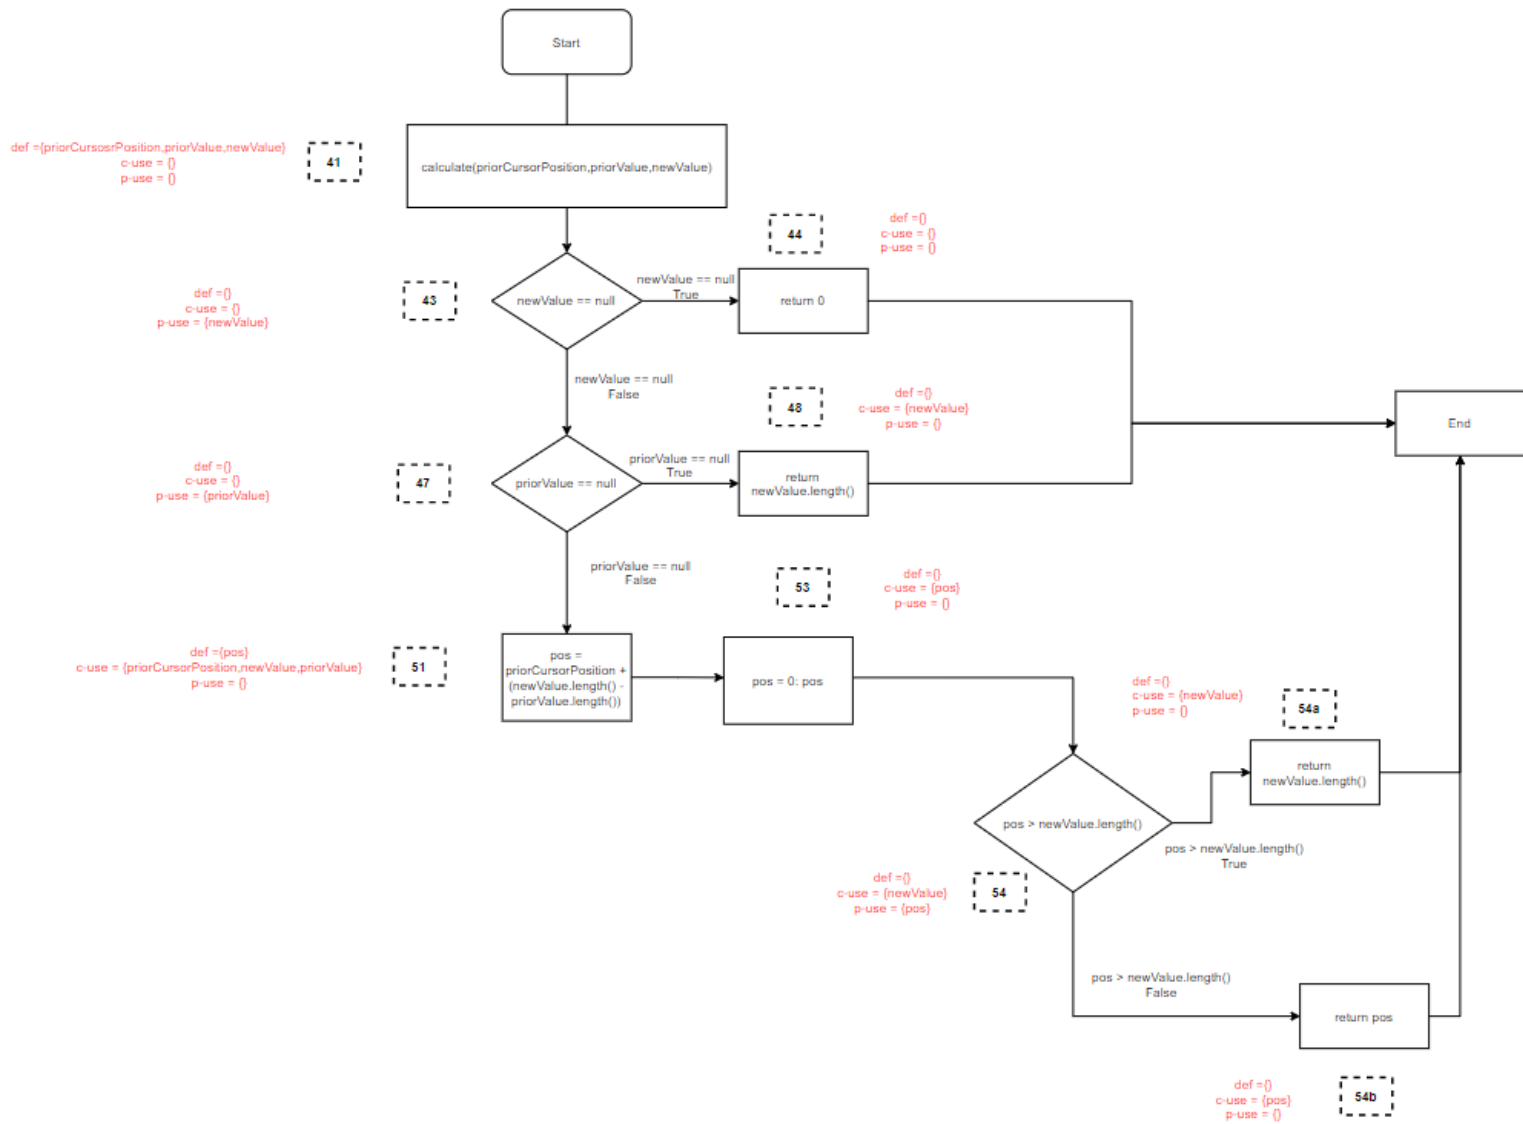 Start
def ={priorCursosrPosition,priorValue,newValue}
c-use = {}
p-use = {}
41
calculate(priorCursorPosition,priorValue,newValue)
44
def ={}
c-use = {}
p-use = {}
def ={}
c-use = {}
p-use = {newValue}
43
newValue == null
newValue == null
True
return 0
newValue == null
False
48
def ={}
c-use = {newValue}
p-use = {}
End
def ={}
c-use = {}
p-use = {priorValue}
47
priorValue == null
priorValue == null
True
return
newValue.length()
priorValue == null
False
53
def ={}
c-use = {pos}
p-use = {}
def ={pos}
c-use = {priorCursorPosition,newValue,priorValue}
p-use = {}
51
pos =
priorCursorPosition +
(newValue.length() -
priorValue.length())
pos = 0: pos
def ={}
c-use = {newValue}
p-use = {}
54a
return
newValue.length()
pos > newValue.length()
pos > newValue.length()
True
def ={}
c-use = {newValue}
p-use = {pos}
54
pos > newValue.length()
False
return pos
def ={}
c-use = {pos}
p-use = {}
54b